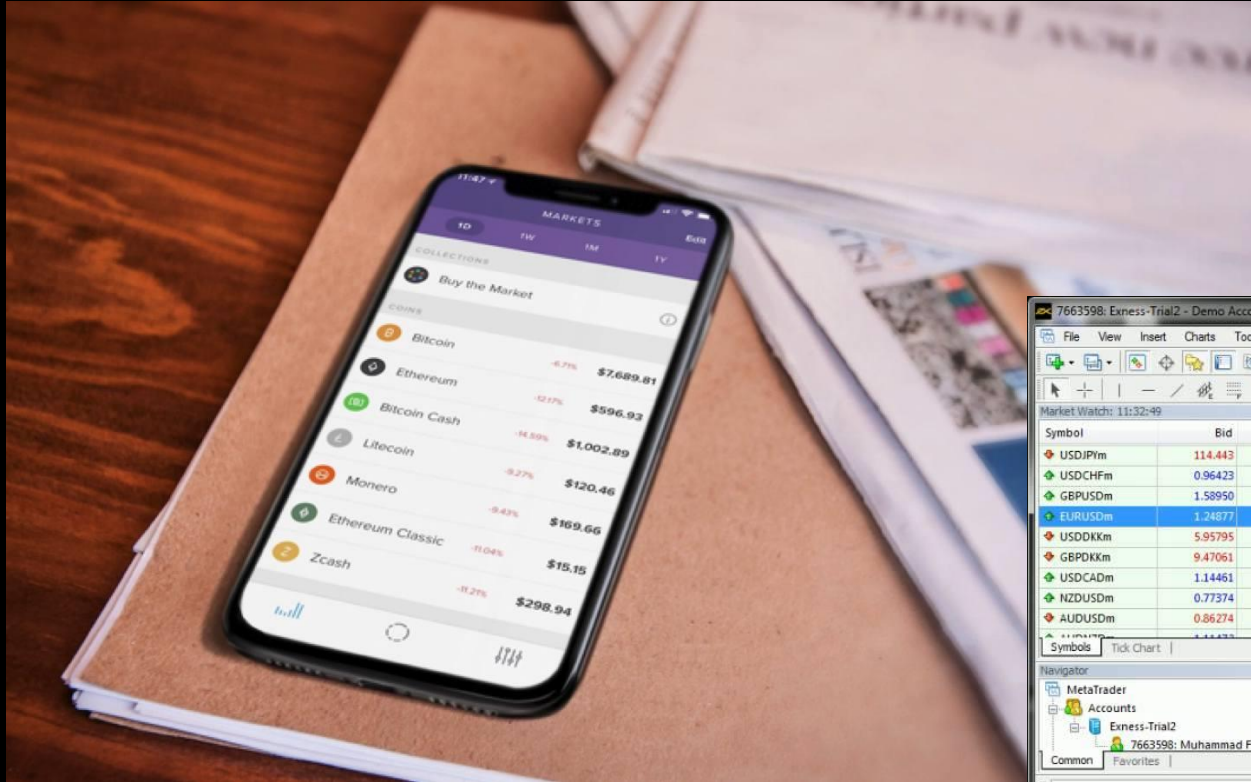 11:47
MARKETS
Edit
1D 1W 1M 1Y
COLLECTIONS
Buy the Market
COINS
Bitcoin -6.71% $7,689.81
Ethereum -12.17% $596.93
Bitcoin Cash -14.59% $1,002.89
Litecoin -9.27% $120.46
Monero -9.43% $169.66
Ethereum Classic -11.04% $15.15
Zcash -11.21% $298.94
new
7663598: Exness-Trial2 - Demo Acco
File View Insert Charts Too
Market Watch: 11:32:49
Symbol Bid
USDJPYm 114.443
USDCHFm 0.96423
GBPUSDm 1.58950
EURUSDm 1.24877
USDDKKm 5.95795
GBPDKKm 9.47061
USDCADm 1.14461
NZDUSDm 0.77374
AUDUSDm 0.86274
Symbols Tick Chart
Navigator
MetaTrader
Accounts
Exness-Trial2
7663598: Muhammad F
Common Favorites